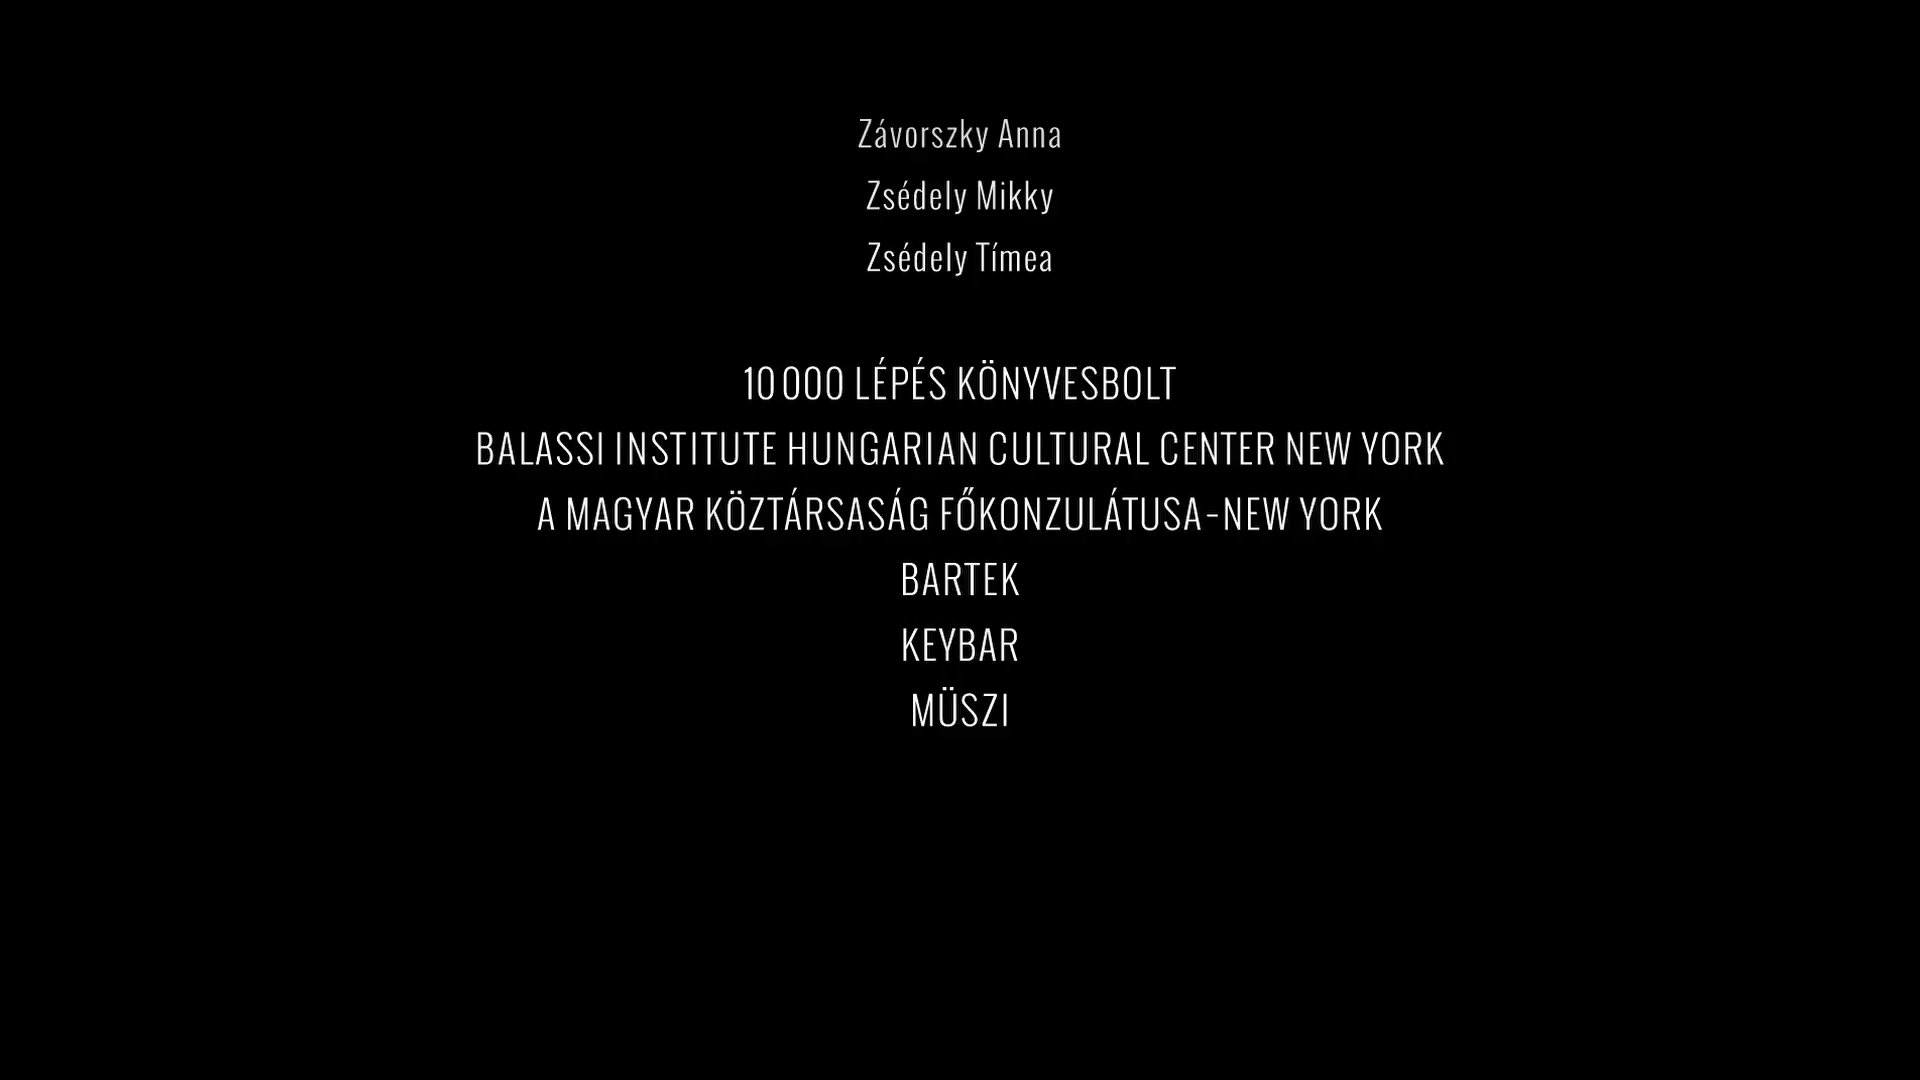 Závorszky Anna
Zsédely Mikky
Zsédely Tímea
10 000 LÉPÉS KÖNYVESBOLT
BALASSI INSTITUTE HUNGARIAN CULTURAL CENTER NEW YORK
A MAGYAR KÖZTÁRSASÁG FŐKONZULÁTUSA-NEW YORK
BARTEK
KEYBAR
MÜSZI